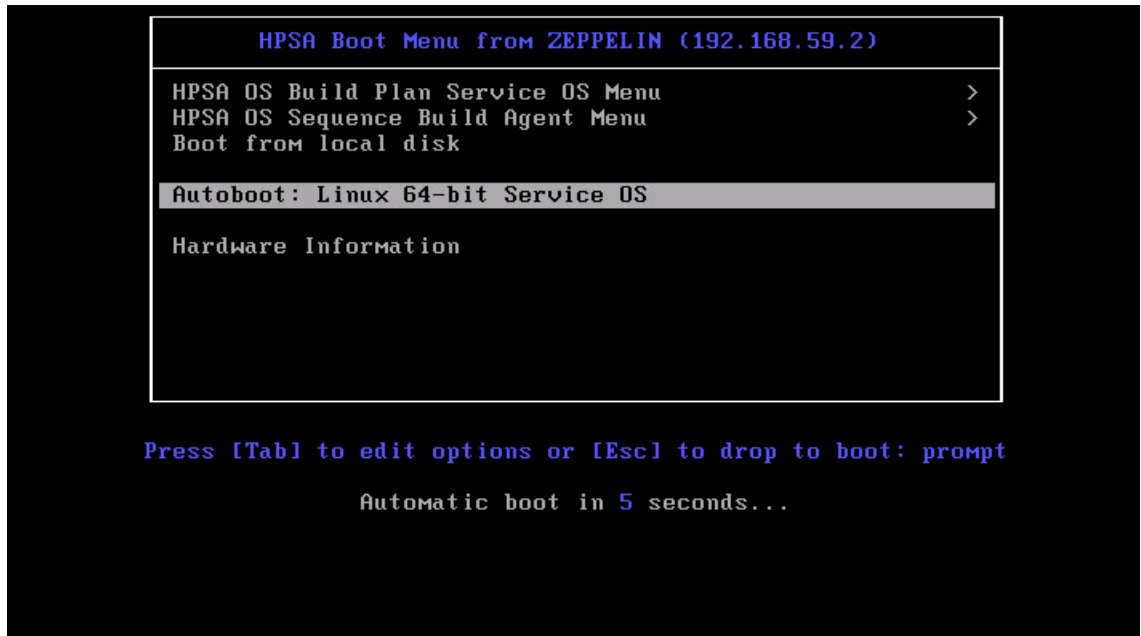 HPSA Boot Menu from ZEPPELIN (192.168.59.2)
HPSA OS Build Plan Service OS Menu >
HPSA OS Sequence Build Agent Menu >
Boot from local disk
Autoboot: Linux 64-bit Service OS
Hardware Information
Press [Tab] to edit options or [Esc] to drop to boot: prompt
Automatic boot in 5 seconds...